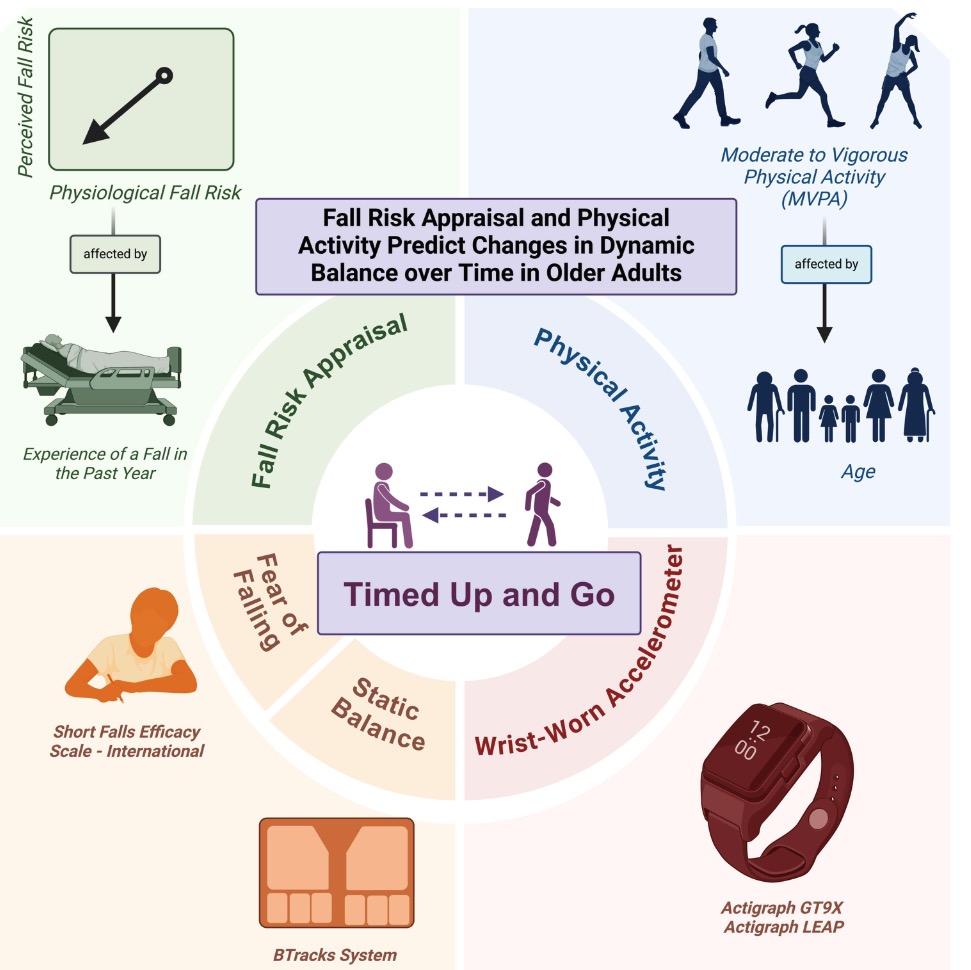 Perceived Fall Risk
Physiological Fall Risk
affected by
Experience of a Fall in
the Past Year
Moderate to Vigorous
Physical Activity
(MVPA)
affected by
Age
Fall Risk Appraisal and Physical
Activity Predict Changes in Dynamic
Balance over Time in Older Adults
Fall Risk Appraisal
Physical Activity
Timed Up and Go
Fear of
Falling
Static
Balance
Wrist-Worn Accelerometer
Short Falls Efficacy
Scale - International
BTracks System
12
00
Actigraph GT9X
Actigraph LEAP